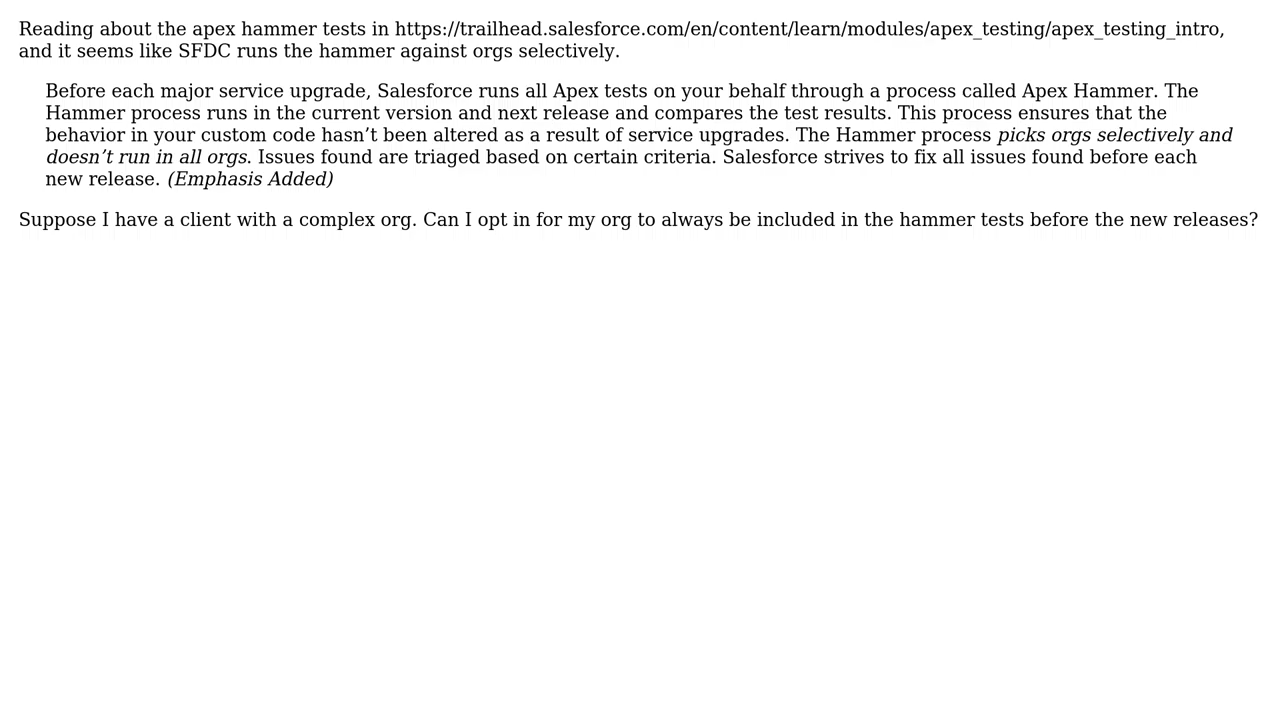 Reading about the apex hammer tests in https://trailhead.salesforce.com/en/content/learn/modules/apex_testing/apex_testing_intro,
and it seems like SFDC runs the hammer against orgs selectively.
Before each major service upgrade, Salesforce runs all Apex tests on your behalf through a process called Apex Hammer. The
Hammer process runs in the current version and next release and compares the test results. This process ensures that the
behavior in your custom code hasn’t been altered as a result of service upgrades. The Hammer process picks orgs selectively and
doesn’t run in all orgs. Issues found are triaged based on certain criteria. Salesforce strives to fix all issues found before each
new release. (Emphasis Added)
Suppose I have a client with a complex org. Can I opt in for my org to always be included in the hammer tests before the new releases?